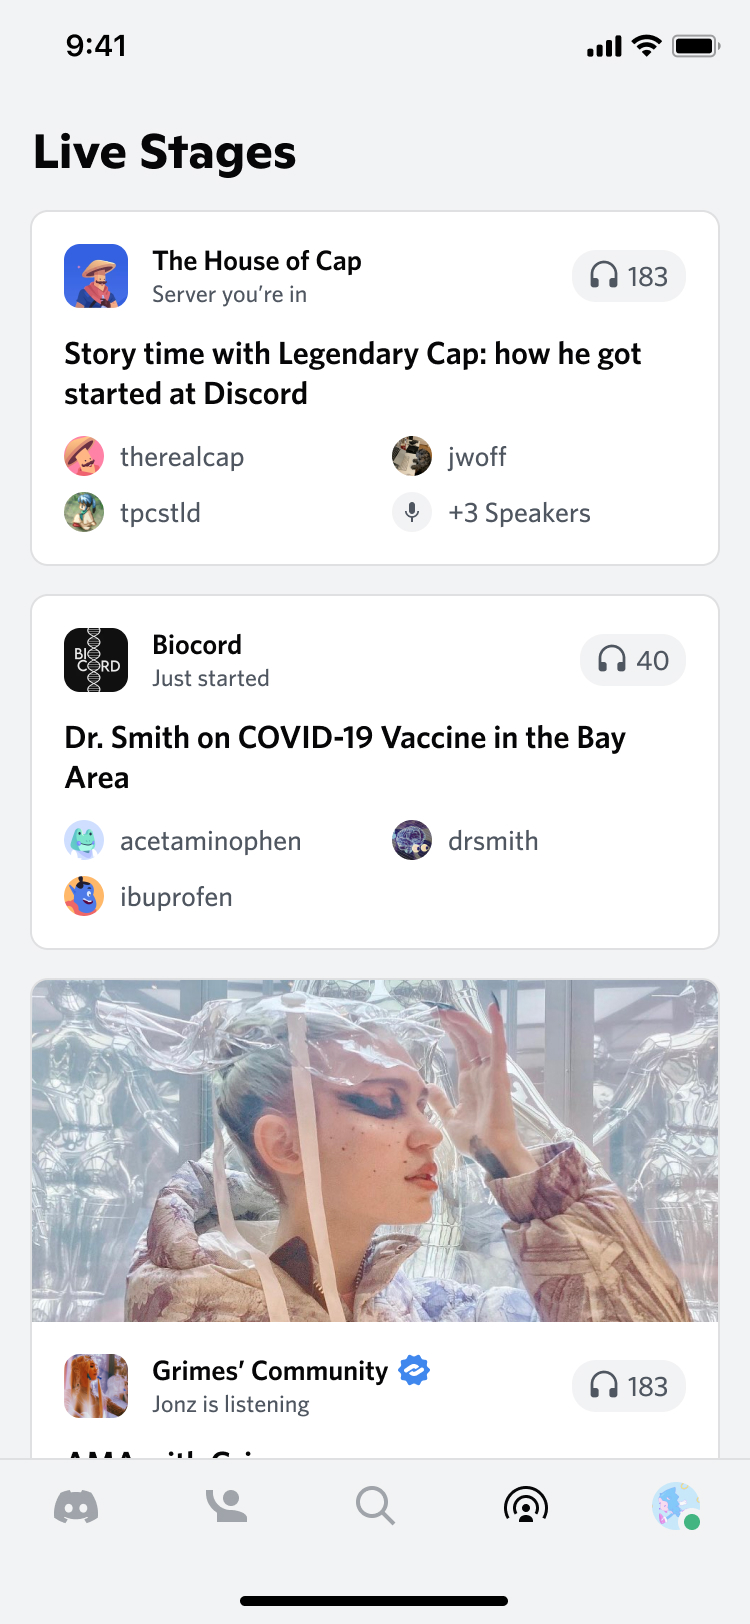 9:41
Live Stages
The House of Cap
Server you’re in
183
Story time with Legendary Cap: how he got
started at Discord
therealcap
jwoff
tpcstld
+3 Speakers
BIO
CORD
Biocord
Just started
40
Dr. Smith on COVID-19 Vaccine in the Bay
Area
acetaminophen
drsmith
ibuprofen
Grimes’ Community
Jonz is listening
183